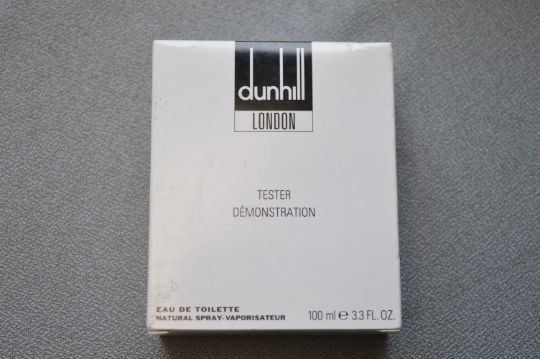 dunhill
LONDON
TESTER
DÉMONSTRATION
EAU DE TOILETTE
NATURAL SPRAY-VAPORISATEUR
100 ml ℮ 3.3 FL.OZ.